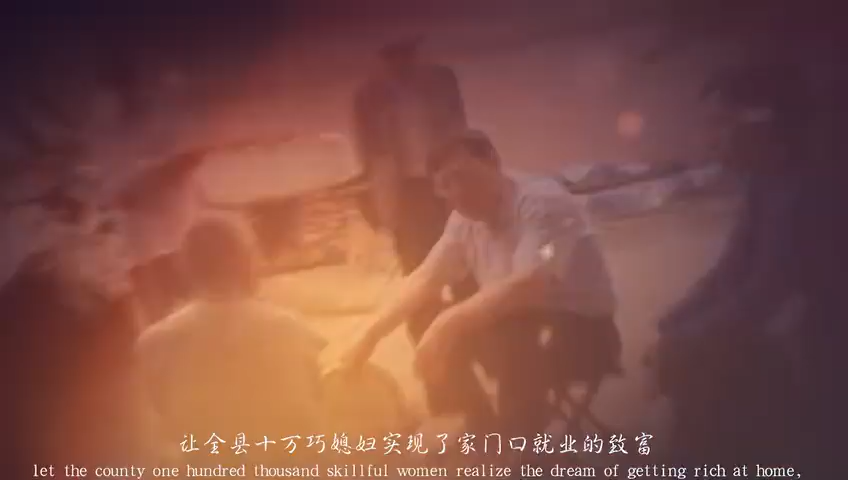 让全县十万巧媳妇实现了家门口就业的致富
let the county one hundred thousand skillful women realize the dream of getting rich at home,